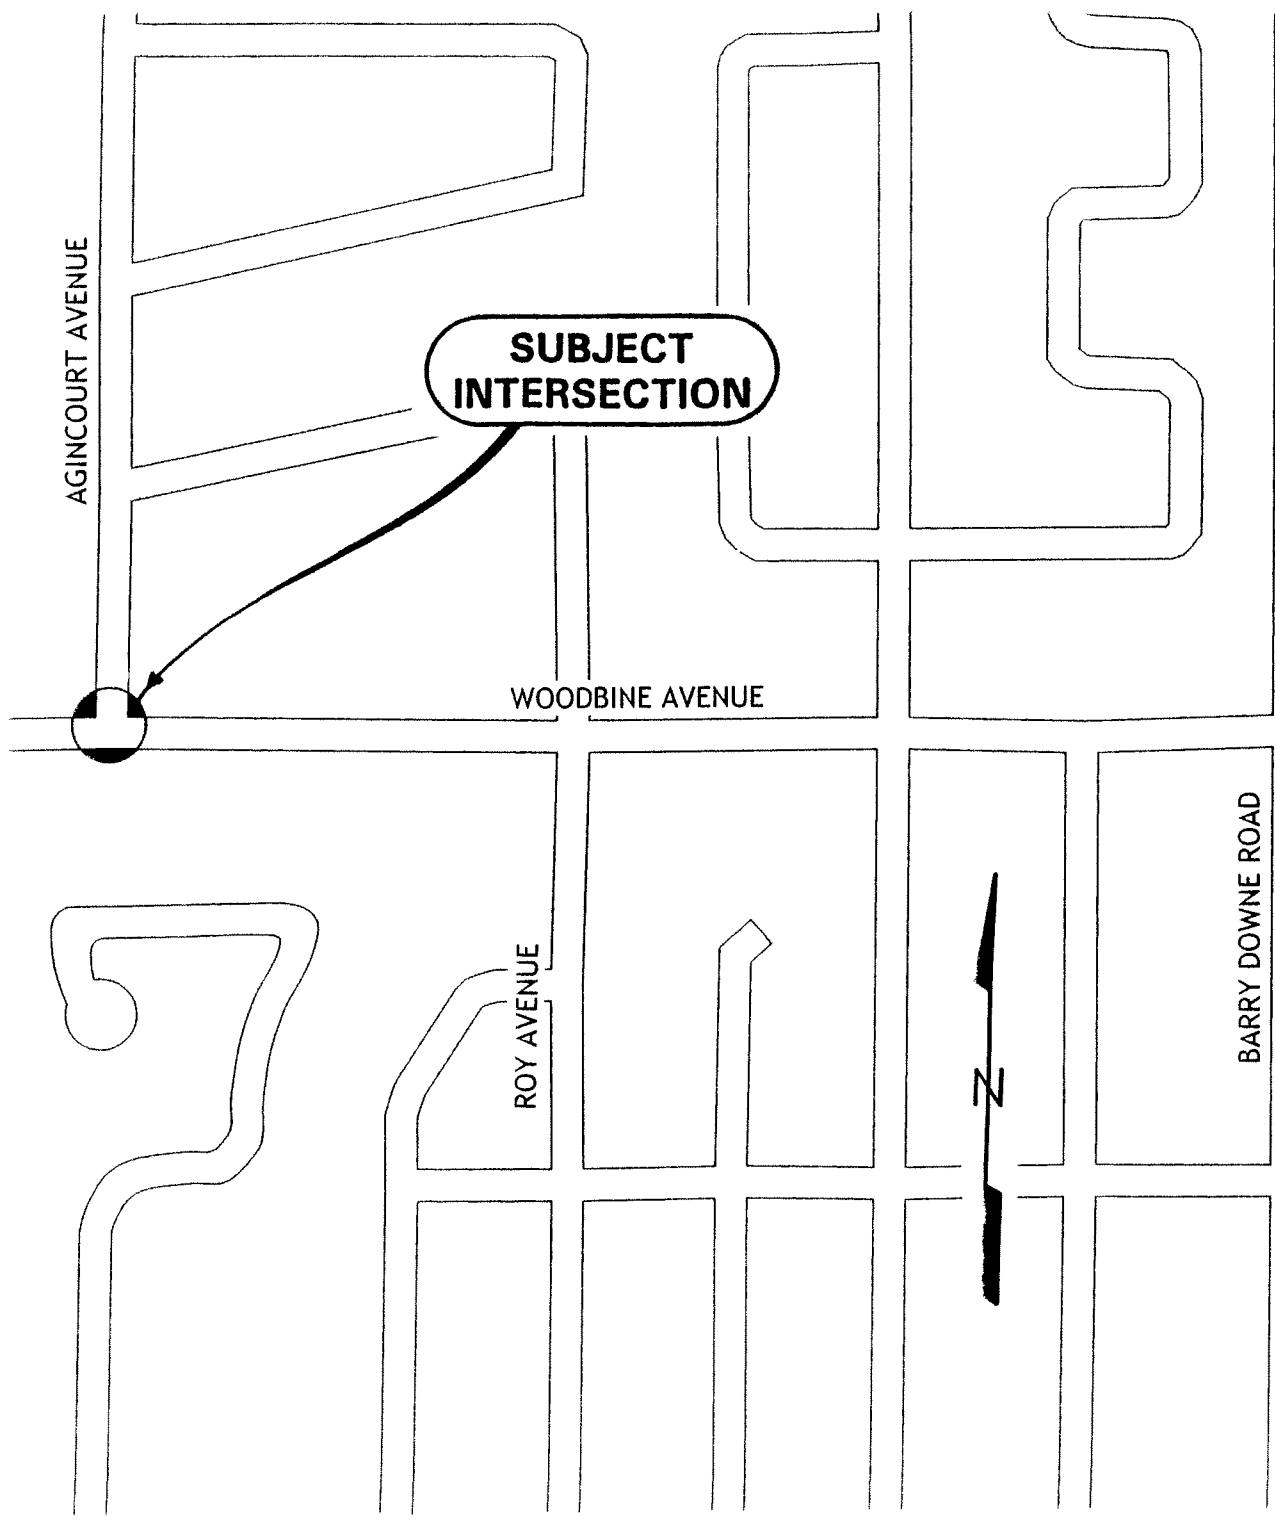 AGINCOURT AVENUE
SUBJECT
INTERSECTION
WOODBINE AVENUE
BARRY DOWNE ROAD
ROY AVENUE
N